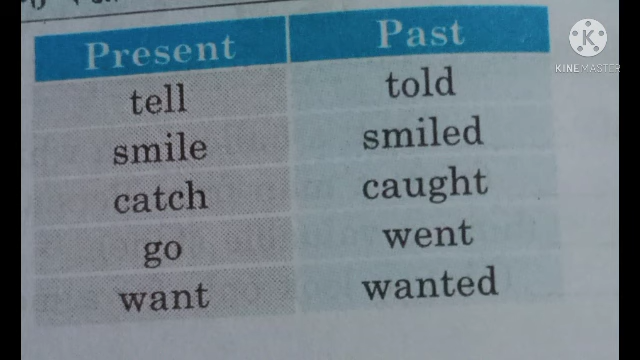 Present Past
tell told
smile smiled
catch caught
go went
want wanted
K
KINEMASTER